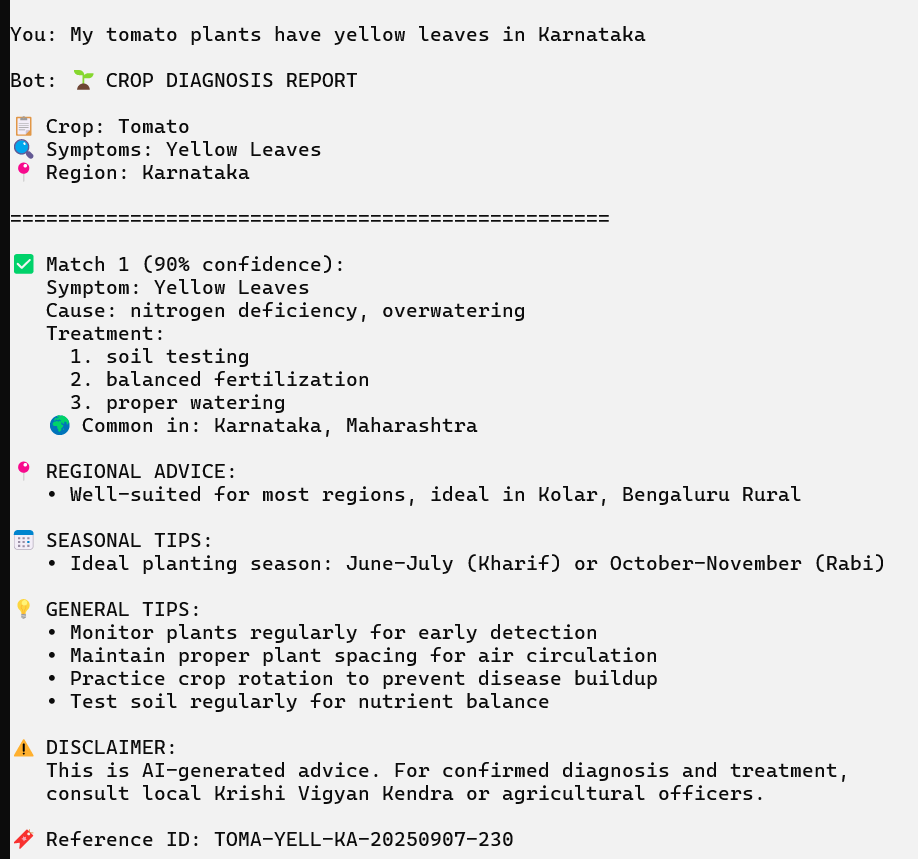 You: My tomato plants have yellow leaves in Karnataka
Bot: 🌱 CROP DIAGNOSIS REPORT
📋 Crop: Tomato
🔍 Symptoms: Yellow Leaves
📍 Region: Karnataka
==================================================
✅ Match 1 (90% confidence):
Symptom: Yellow Leaves
Cause: nitrogen deficiency, overwatering
Treatment:
1. soil testing
2. balanced fertilization
3. proper watering
🌍 Common in: Karnataka, Maharashtra
📍 REGIONAL ADVICE:
• Well-suited for most regions, ideal in Kolar, Bengaluru Rural
📅 SEASONAL TIPS:
• Ideal planting season: June-July (Kharif) or October-November (Rabi)
💡 GENERAL TIPS:
• Monitor plants regularly for early detection
• Maintain proper plant spacing for air circulation
• Practice crop rotation to prevent disease buildup
• Test soil regularly for nutrient balance
⚠️ DISCLAIMER:
This is AI-generated advice. For confirmed diagnosis and treatment,
consult local Krishi Vigyan Kendra or agricultural officers.
🔖 Reference ID: TOMA-YELL-KA-20250907-230